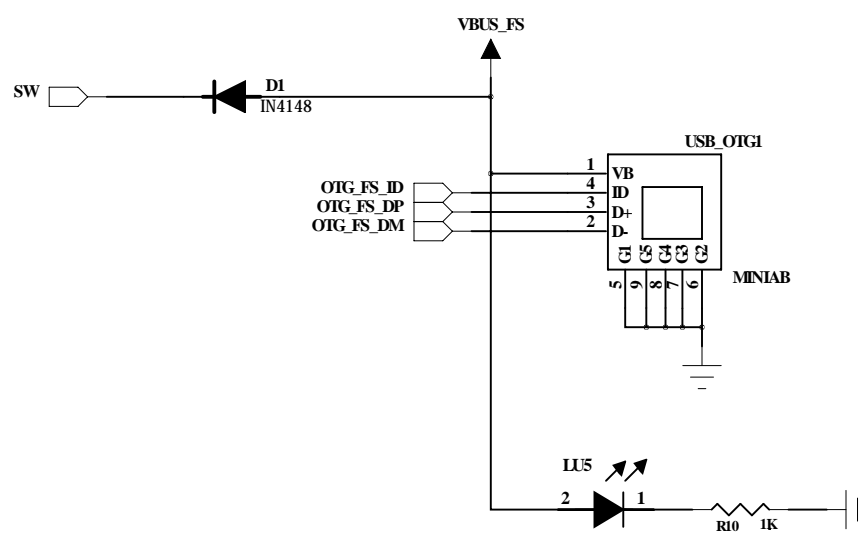 VBUS_FS
SW
D1
IN4148
USB_OTG1
1 VB
OTG_FS_ID 4 ID
OTG_FS_DP 3 D+
OTG_FS_DM 2 D-
G1 G5 G4 G3 G2
5 9 8 7 6
MINIAB
LU5
2 1
R10 1K